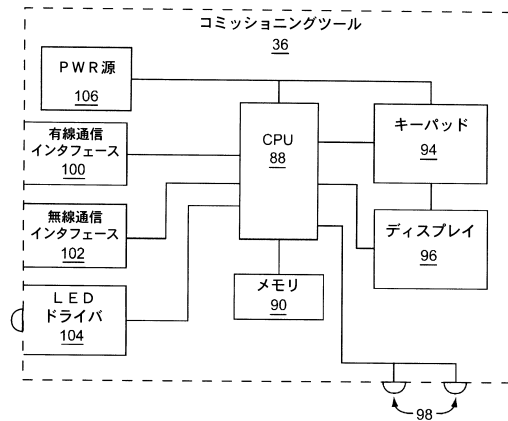 コミッショニングツール
36
ＰＷＲ源
106
有線通信
インタフェース
100
無線通信
インタフェース
102
ＬＥＤ
ドライバ
104
CPU
88
メモリ
90
キーパッド
94
ディスプレイ
96
98